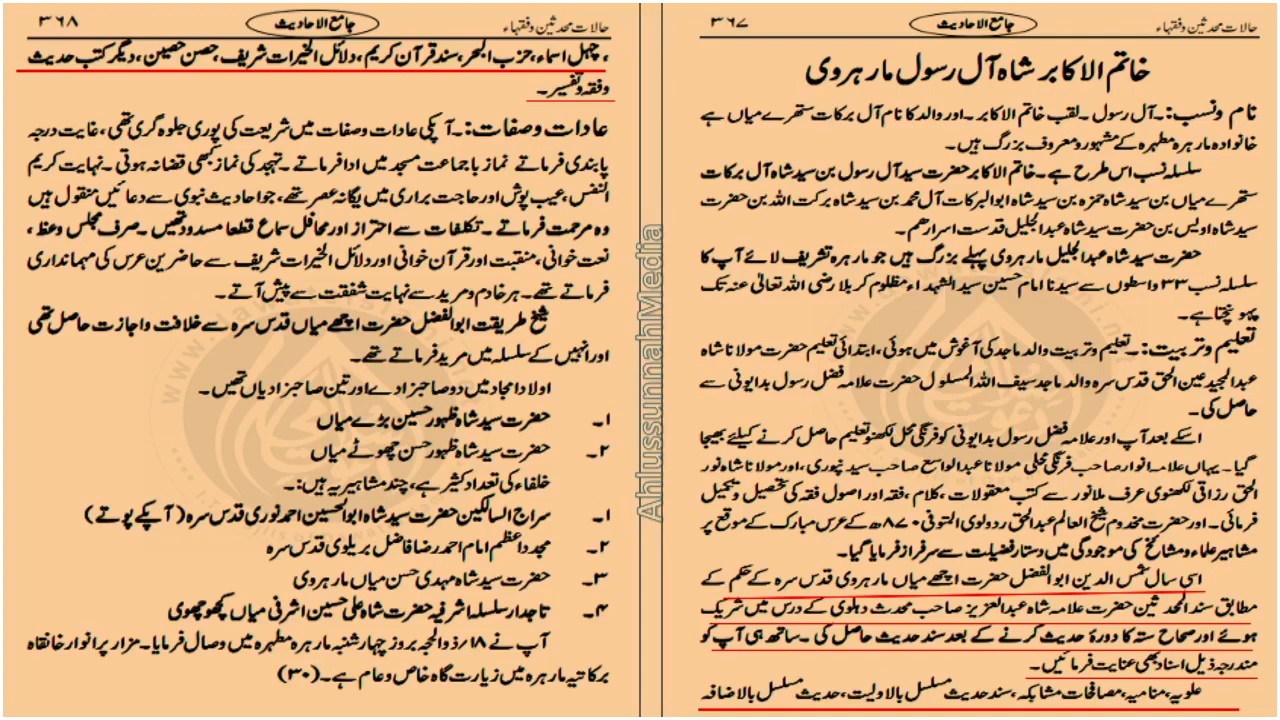 حالات محدثین وفقہاء جامع الاحادیث ۳۶۷
خاتم الاکابر شاہ آل رسول مارہروی
نام ونسب:۔ آل رسول۔ لقب خاتم الاکابر۔ اور والد کا نام آل برکات ستھرے میاں ہے
خانوادہ مارہرہ مطہرہ کے مشہور ومعروف بزرگ ہیں۔
سلسلہ نسب اس طرح ہے۔ خاتم الاکابر حضرت سید آل رسول بن سید شاہ آل برکات
ستھرے میاں بن سید شاہ حمزہ بن سید شاہ ابوالبرکات آل محمد بن سید شاہ برکت اللہ بن حضرت
سید شاہ اویس بن حضرت سید شاہ عبدالجلیل قدست اسرارھم۔
حضرت سید شاہ عبدالجلیل مارہروی پہلے بزرگ ہیں جو مارہرہ تشریف لائے آپ کا
سلسلہ نسب ۳۳ واسطوں سے سیدنا امام حسین سید الشہداء مظلوم کربلا رضی اللہ تعالیٰ عنہ تک
پہونچتا ہے۔
تعلیم وتربیت:۔ تعلیم وتربیت والد ماجد کی آغوش میں ہوئی، ابتدائی تعلیم حضرت مولانا شاہ
عبدالمجید عین الحق قدس سرہ والد ماجد سیف اللہ المسلول حضرت علامہ فضل رسول بدایونی سے
حاصل کی۔
اسکے بعد آپ اور علامہ فضل رسول بدایونی کو فرنگی محل لکھنؤ تعلیم حاصل کرنے کیلئے بھیجا
گیا۔ یہاں علامہ انوار صاحب فرنگی محلی مولانا عبدالواسع صاحب سید نپوری، اور مولانا شاہ نور
الحق رزاقی لکھنوی عرف ملا نور سے کتب معقولات، کلام، فقہ اور اصول فقہ کی تحصیل و تکمیل
فرمائی۔ اور حضرت مخدوم شیخ العالم عبدالحق ردولوی المتوفی ۸۷۰ھ کے عرس مبارک کے موقع پر
مشاہیر علماء ومشائخ کی موجودگی میں دستار فضیلت سے سرفراز فرمایا گیا۔
اسی سال شمس الدین ابوالفضل حضرت اچھے میاں مارہروی قدس سرہ کے حکم کے
مطابق سند المحدثین حضرت علامہ شاہ عبدالعزیز صاحب محدث دہلوی کے درس میں شریک
ہوئے اور صحاح ستہ کا دورۂ حدیث کرنے کے بعد سند حدیث حاصل کی۔ ساتھ ہی آپ کو
مندرجہ ذیل اسناد بھی عنایت فرمائیں۔
علویہ، منامیہ، مصافحات مشابکہ، سند حدیث مسلسل بالاولیت، حدیث مسلسل بالاضافہ
حالات محدثین وفقہاء جامع الاحادیث ۳۶۸
، چہل اسماء، حزب البحر، سند قرآن کریم، دلائل الخیرات شریف، حصن حصین، دیگر کتب حدیث
وفقہ وتفسیر۔
عادات وصفات:۔ آپکی عادات وصفات میں شریعت کی پوری جلوہ گری تھی، غایت درجہ
پابندی فرماتے نماز باجماعت مسجد میں ادا فرماتے۔ تہجد کی نماز کبھی قضا نہ ہوتی۔ نہایت کریم
النفس، عیب پوش اور حاجت براری میں یگانہ عصر تھے، جو احادیث نبوی سے دعائیں منقول ہیں
وہ مرحمت فرماتے۔ تکلفات سے احتراز اور محافل سماع قطعا مسدود تھیں۔ صرف مجلس وعظ،
نعت خوانی، منقبت اور قرآن خوانی اور دلائل الخیرات شریف سے حاضرین عرس کی مہمانداری
فرماتے تھے۔ ہر خادم ومرید سے نہایت شفقت سے پیش آتے۔
شیخ طریقت ابوالفضل حضرت اچھے میاں قدس سرہ سے خلافت واجازت حاصل تھی
اور انہیں کے سلسلہ میں مرید فرماتے تھے۔
اولاد امجاد میں دو صاحبزادے اور تین صاحبزادیاں تھیں۔
۱۔ حضرت سید شاہ ظہور حسین بڑے میاں
۲۔ حضرت سید شاہ ظہور حسن چھوٹے میاں
خلفاء کی تعداد کثیر ہے، چند مشاہیر یہ ہیں:۔
۱۔ سراج السالکین حضرت سید شاہ ابوالحسین احمد نوری قدس سرہ (آپکے پوتے)
۲۔ مجدد اعظم امام احمد رضا فاضل بریلوی قدس سرہ
۳۔ حضرت سید شاہ مہدی حسن میاں مارہروی
۴۔ تاجدار سلسلہ اشرفیہ حضرت شاہ علی حسین اشرفی میاں کچھوچھوی
آپ نے ۱۸ رذوالحجہ بروز چہار شنبہ مارہرہ مطہرہ میں وصال فرمایا۔ مزار پر انوار خانقاہ
برکاتیہ مارہرہ میں زیارت گاہ خاص وعام ہے۔ (۳۰)
AhlussunnahMedia